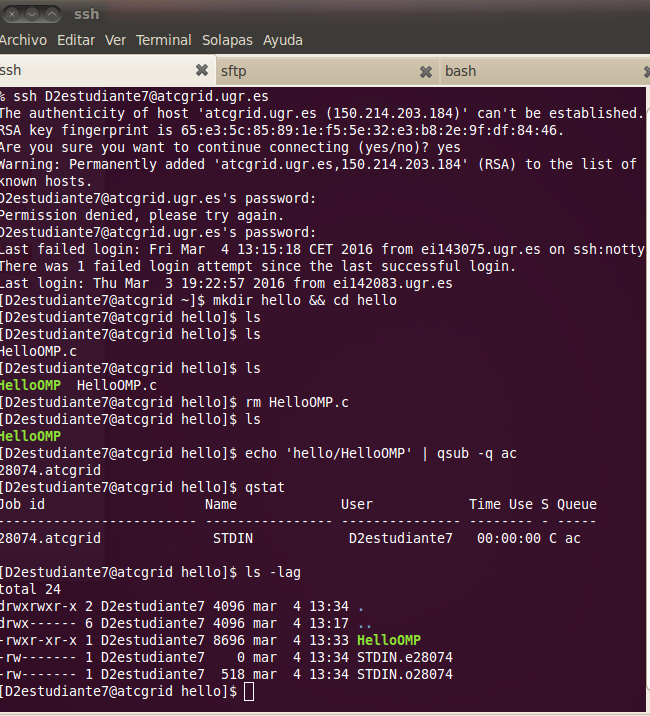 ssh
Archivo Editar Ver Terminal Solapas Ayuda
ssh sftp bash
% ssh D2estudiante7@atcgrid.ugr.es
The authenticity of host 'atcgrid.ugr.es (150.214.203.184)' can't be established.
RSA key fingerprint is 65:e3:5c:85:89:1e:f5:5e:32:e3:b8:2e:9f:df:84:46.
Are you sure you want to continue connecting (yes/no)? yes
Warning: Permanently added 'atcgrid.ugr.es,150.214.203.184' (RSA) to the list of
known hosts.
D2estudiante7@atcgrid.ugr.es's password:
Permission denied, please try again.
D2estudiante7@atcgrid.ugr.es's password:
Last failed login: Fri Mar  4 13:15:18 CET 2016 from ei143075.ugr.es on ssh:notty
There was 1 failed login attempt since the last successful login.
Last login: Thu Mar  3 19:22:57 2016 from ei142083.ugr.es
[D2estudiante7@atcgrid ~]$ mkdir hello && cd hello
[D2estudiante7@atcgrid hello]$ ls
[D2estudiante7@atcgrid hello]$ ls
HelloOMP.c
[D2estudiante7@atcgrid hello]$ ls
HelloOMP  HelloOMP.c
[D2estudiante7@atcgrid hello]$ rm HelloOMP.c
[D2estudiante7@atcgrid hello]$ ls
HelloOMP
[D2estudiante7@atcgrid hello]$ echo 'hello/HelloOMP' | qsub -q ac
28074.atcgrid
[D2estudiante7@atcgrid hello]$ qstat
Job id                    Name             User            Time Use S Queue
------------------------- ---------------- --------------- -------- - -----
28074.atcgrid              STDIN            D2estudiante7   00:00:00 C ac
[D2estudiante7@atcgrid hello]$ ls -lag
total 24
drwxrwxr-x 2 D2estudiante7 4096 mar  4 13:34 .
drwx------ 6 D2estudiante7 4096 mar  4 13:17 ..
-rwxr-xr-x 1 D2estudiante7 8696 mar  4 13:33 HelloOMP
-rw------- 1 D2estudiante7    0 mar  4 13:34 STDIN.e28074
-rw------- 1 D2estudiante7  518 mar  4 13:34 STDIN.o28074
[D2estudiante7@atcgrid hello]$